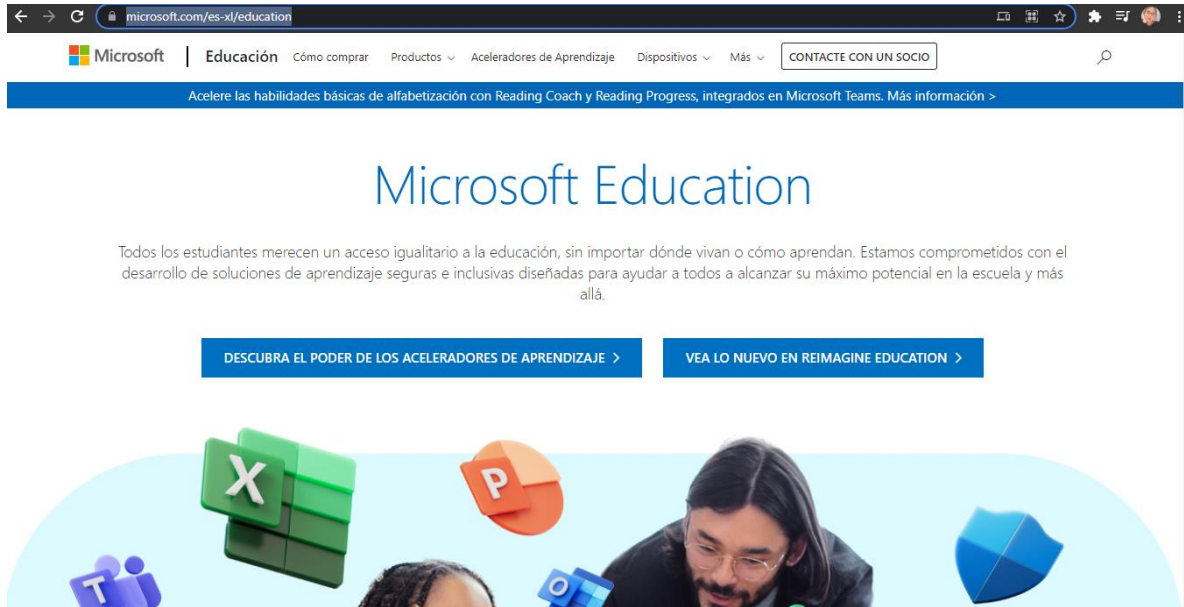 microsoft.com/es-xl/education
Microsoft | Educación Cómo comprar Productos Aceleradores de Aprendizaje Dispositivos Más CONTACTE CON UN SOCIO
Acelere las habilidades básicas de alfabetización con Reading Coach y Reading Progress, integrados en Microsoft Teams. Más información >
Microsoft Education
Todos los estudiantes merecen un acceso igualitario a la educación, sin importar dónde vivan o cómo aprendan. Estamos comprometidos con el
desarrollo de soluciones de aprendizaje seguras e inclusivas diseñadas para ayudar a todos a alcanzar su máximo potencial en la escuela y más
allá.
DESCUBRA EL PODER DE LOS ACELERADORES DE APRENDIZAJE > VEA LO NUEVO EN REIMAGINE EDUCATION >
X
P
T
O